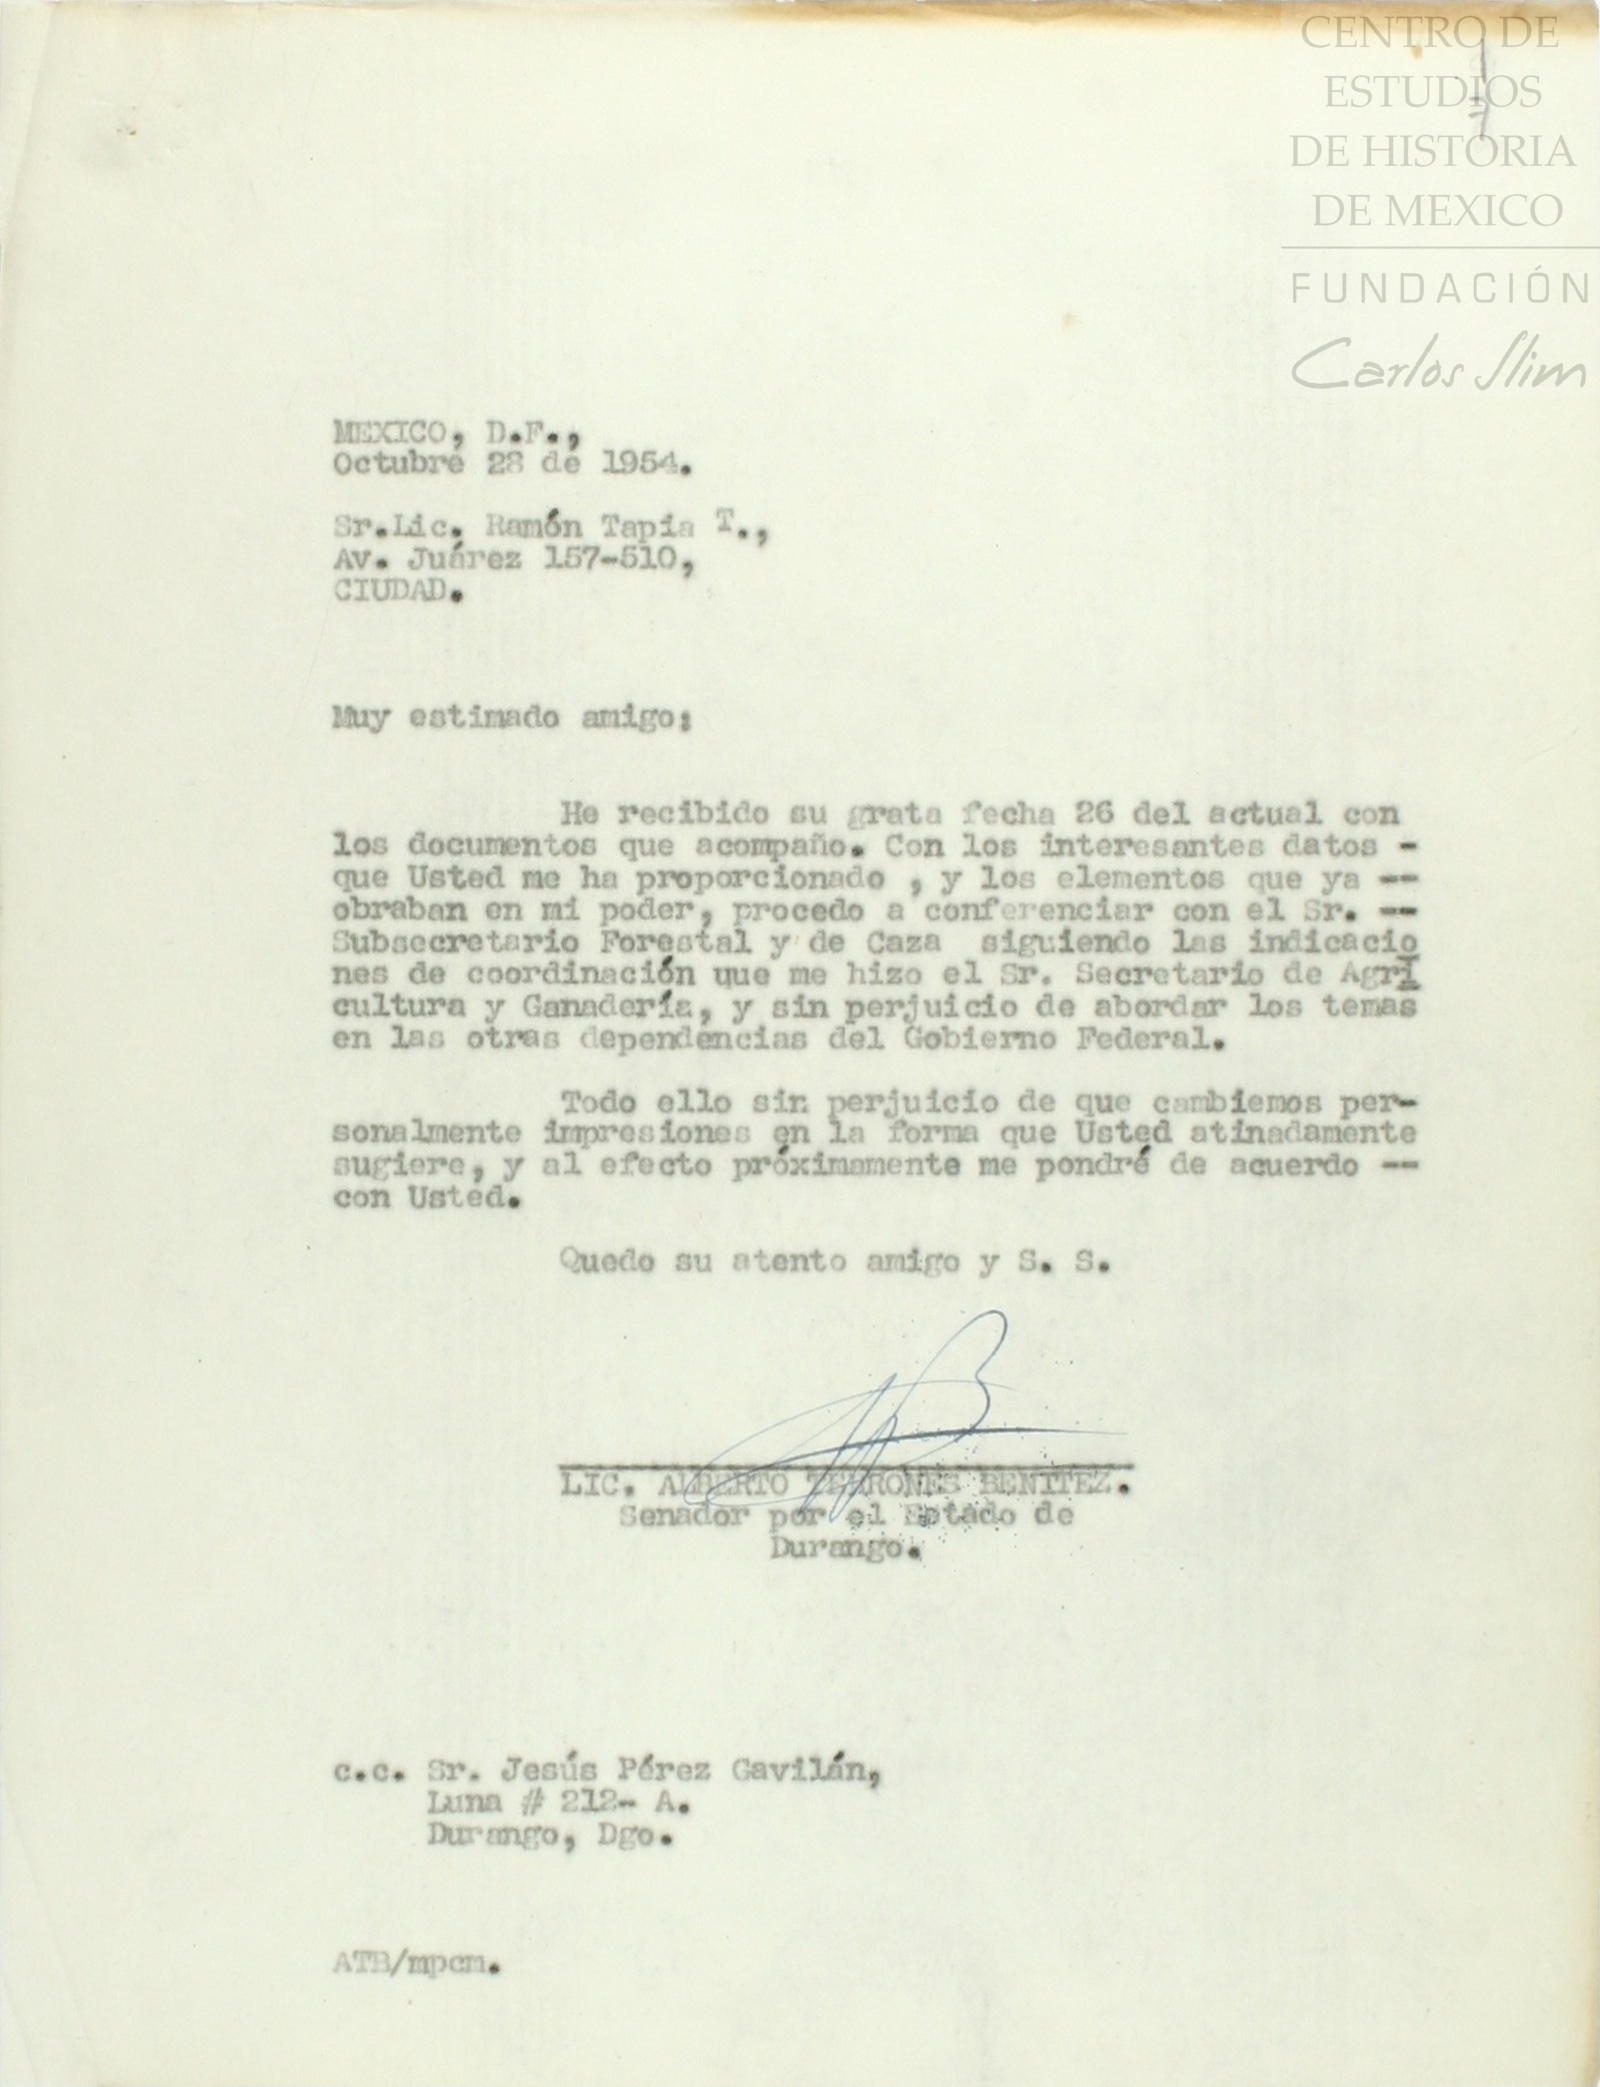 CENTRO DE
ESTUDIOS
DE HISTORIA
DE MEXICO
FUNDACIÓN
Carlos Slim
MEXICO, D.F.,
Octubre 28 de 1954.
Sr.Lic. Ramón Tapia T.,
Av. Juárez 157-510,
CIUDAD.
Muy estimado amigo:
He recibido su grata fecha 26 del actual con
los documentos que acompaño. Con los interesantes datos -
que Usted me ha proporcionado , y los elementos que ya --
obraban en mi poder, procedo a conferenciar con el Sr. --
Subsecretario Forestal y de Caza siguiendo las indicacio
nes de coordinación que me hizo el Sr. Secretario de Agri
cultura y Ganadería, y sin perjuicio de abordar los temas
en las otras dependencias del Gobierno Federal.
Todo ello sin perjuicio de que cambiemos per-
sonalmente impresiones en la forma que Usted atinadamente
sugiere, y al efecto próximamente me pondré de acuerdo --
con Usted.
Quedo su atento amigo y S. S.
LIC. ALBERTO TERRONES BENITEZ.
Senador por el Estado de
Durango.
c.c. Sr. Jesús Pérez Gavilán,
Luna # 212- A.
Durango, Dgo.
ATB/mpcm.